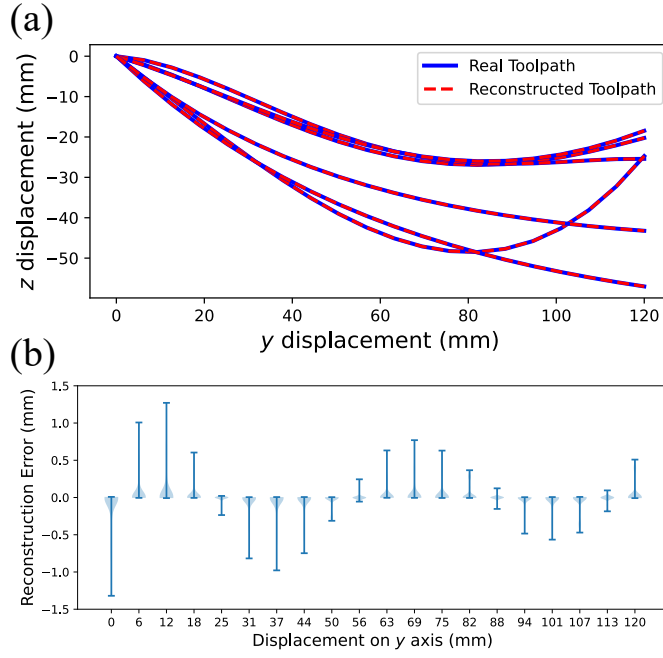 (a)
0
−10
−20
−30
−40
−50
z displacement (mm)
Real Toolpath
Reconstructed Toolpath
0 20 40 60 80 100 120
y displacement (mm)
(b)
1.5
1.0
0.5
0.0
−0.5
−1.0
−1.5
Reconstruction Error (mm)
0 6 12 18 25 31 37 44 50 56 63 69 75 82 88 94 101 107 113 120
Displacement on y axis (mm)